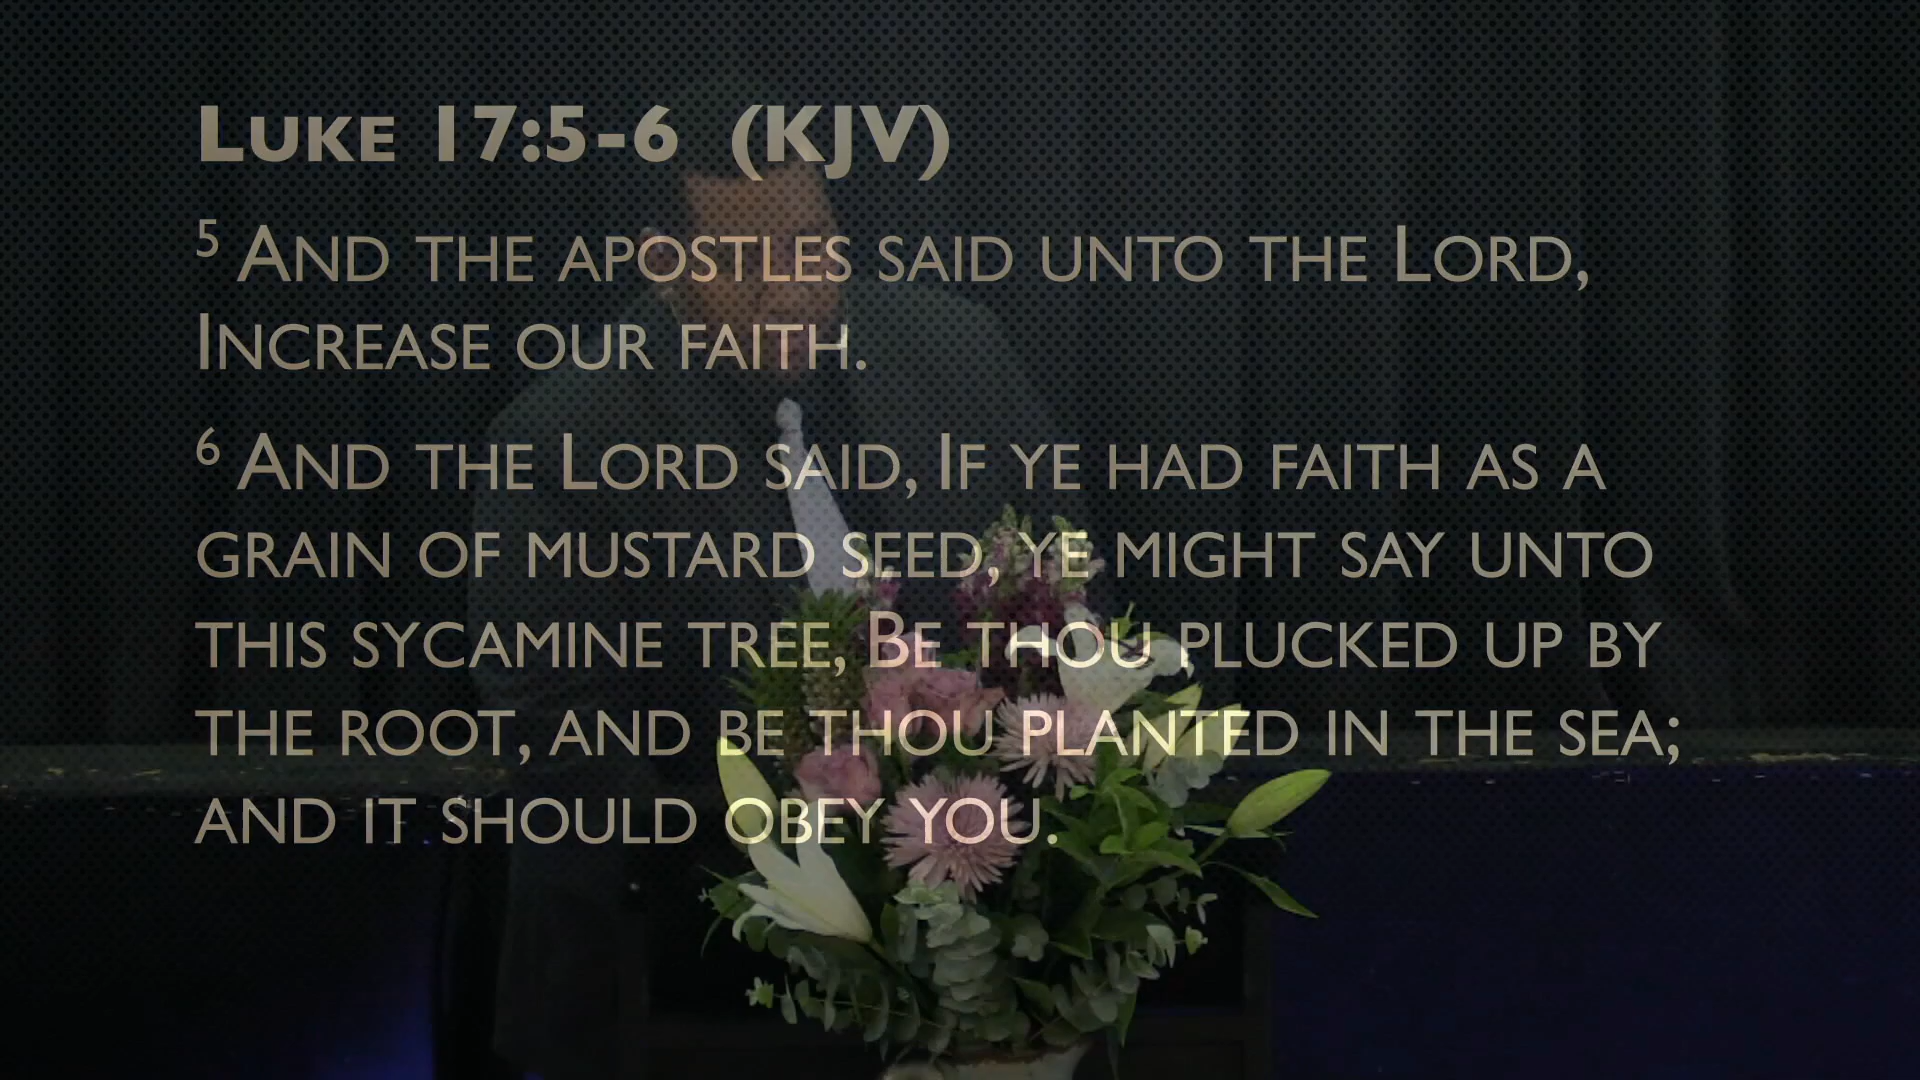 Luke 17:5-6 (KJV)
5 And the apostles said unto the Lord,
Increase our faith.
6 And the Lord said, If ye had faith as a
grain of mustard seed, ye might say unto
this sycamine tree, Be thou plucked up by
the root, and be thou planted in the sea;
and it should obey you.